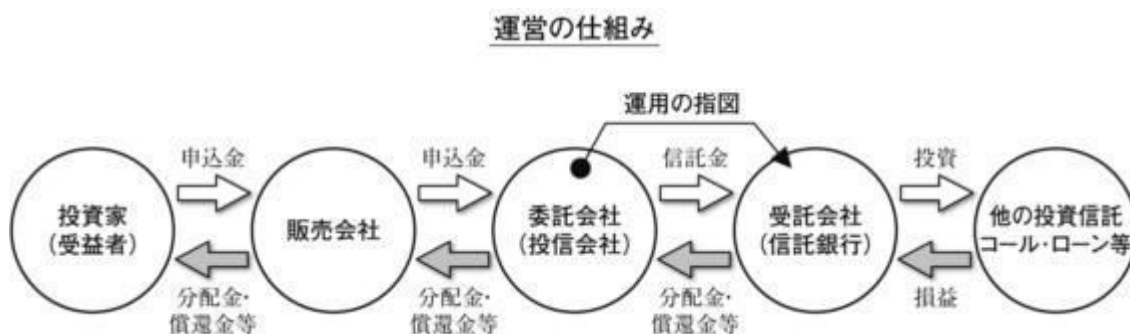 運営の仕組み
運用の指図
申込金
申込金
信託金
投資
投資家
(受益者)
販売会社
委託会社
(投信会社)
受託会社
(信託銀行)
他の投資信託
コール・ローン等
分配金・
償還金等
分配金・
償還金等
分配金・
償還金等
損益